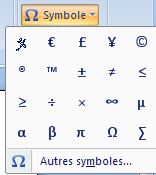 Ω Symbole
€ £ ¥ ©
® ™ ± ≠ ≤
≥ ÷ × ∞ µ
α β π Ω ∑
Ω Autres symboles...